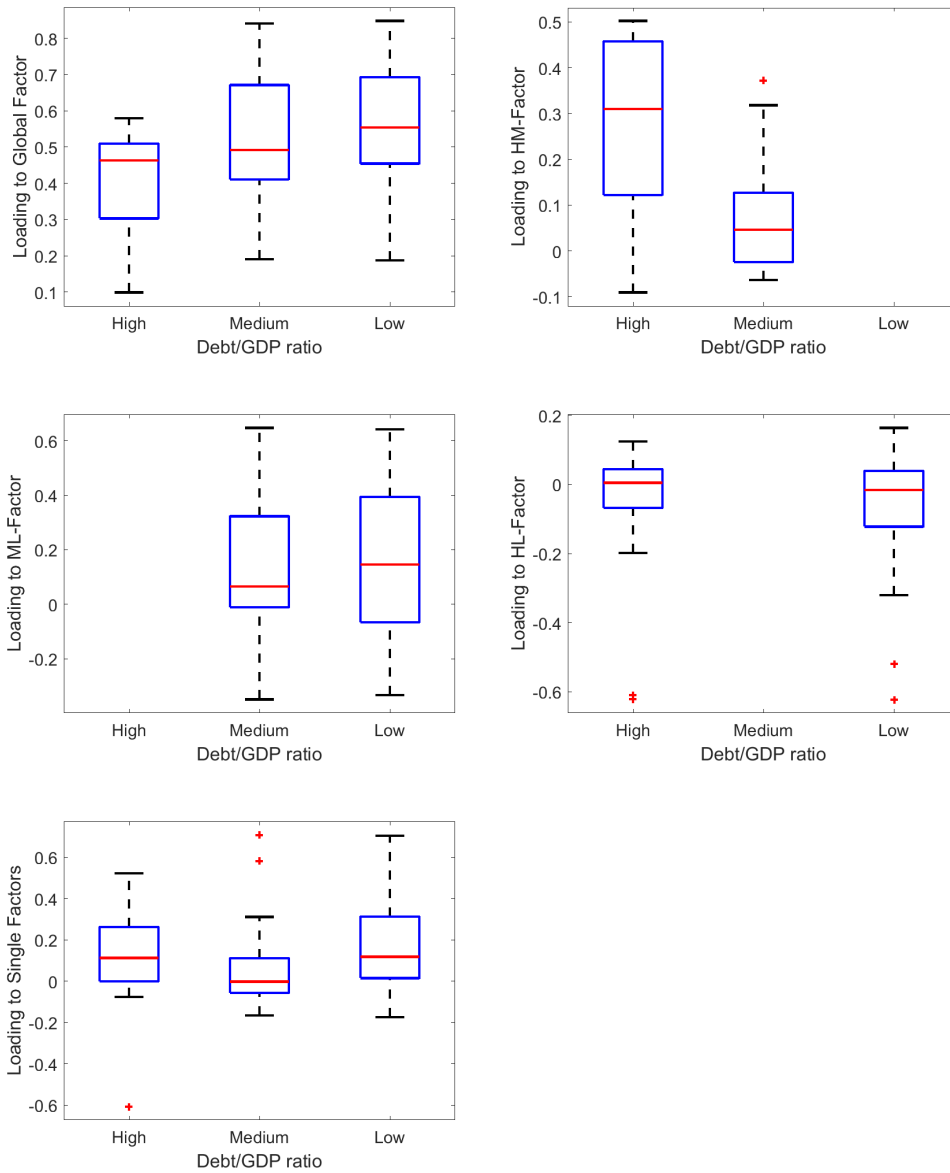 Loading to Global Factor
0.8
0.7
0.6
0.5
0.4
0.3
0.2
0.1
High Medium Low
Debt/GDP ratio
Loading to HM-Factor
0.5
0.4
0.3
0.2
0.1
0
-0.1
High Medium Low
Debt/GDP ratio
Loading to ML-Factor
0.6
0.4
0.2
0
-0.2
High Medium Low
Debt/GDP ratio
Loading to HL-Factor
0.2
0
-0.2
-0.4
-0.6
High Medium Low
Debt/GDP ratio
Loading to Single Factors
0.6
0.4
0.2
0
-0.2
-0.4
-0.6
High Medium Low
Debt/GDP ratio